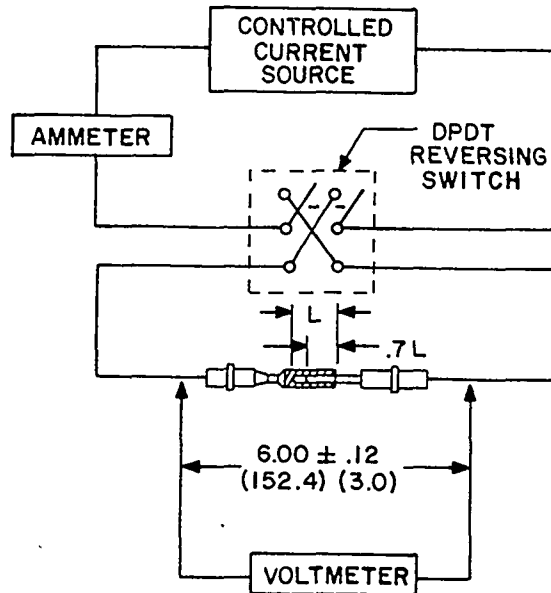 CONTROLLED
CURRENT
SOURCE
AMMETER
DPDT
REVERSING
SWITCH
L
.7L
6.00 ± .12
(152.4) (3.0)
VOLTMETER